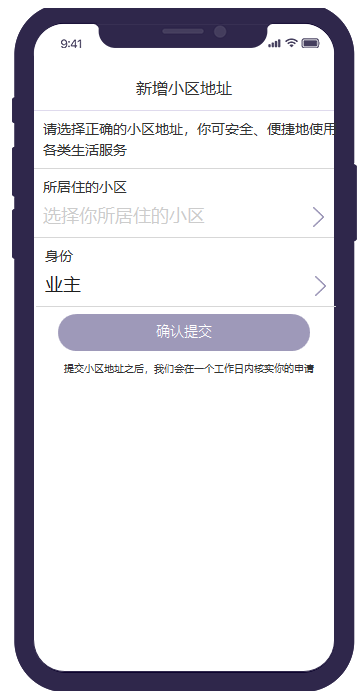 9:41
新增小区地址
请选择正确的小区地址，你可安全、便捷地使用
各类生活服务
所居住的小区
选择你所居住的小区
身份
业主
确认提交
提交小区地址之后，我们会在一个工作日内核实你的申请